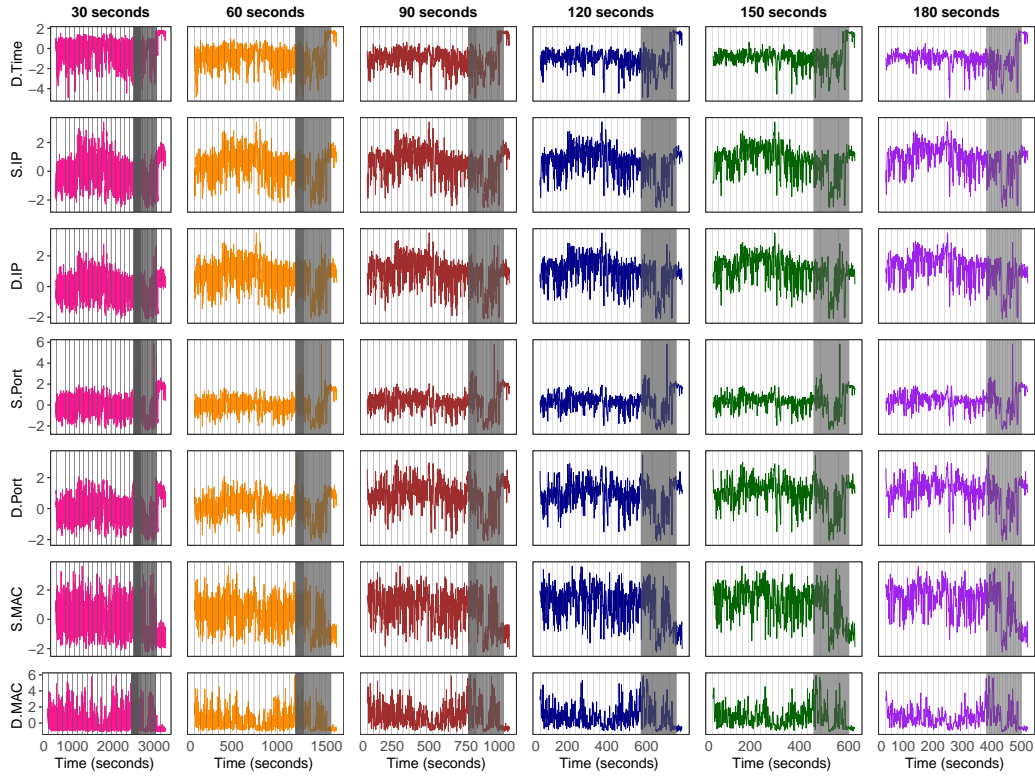 30 seconds 60 seconds 90 seconds 120 seconds 150 seconds 180 seconds
D.Time 2 0 −2 −4
S.IP 2 0 −2
D.IP 2 0 −2
S.Port 6 4 2 0 −2
D.Port 2 0 −2
S.MAC 2 0 −2
D.MAC 6 4 2 0
0 1000 2000 3000 0 500 1000 1500 0 250 500 750 1000 0 200 400 600 0 200 400 600 0 100 200 300 400 500
Time (seconds) Time (seconds) Time (seconds) Time (seconds) Time (seconds) Time (seconds)